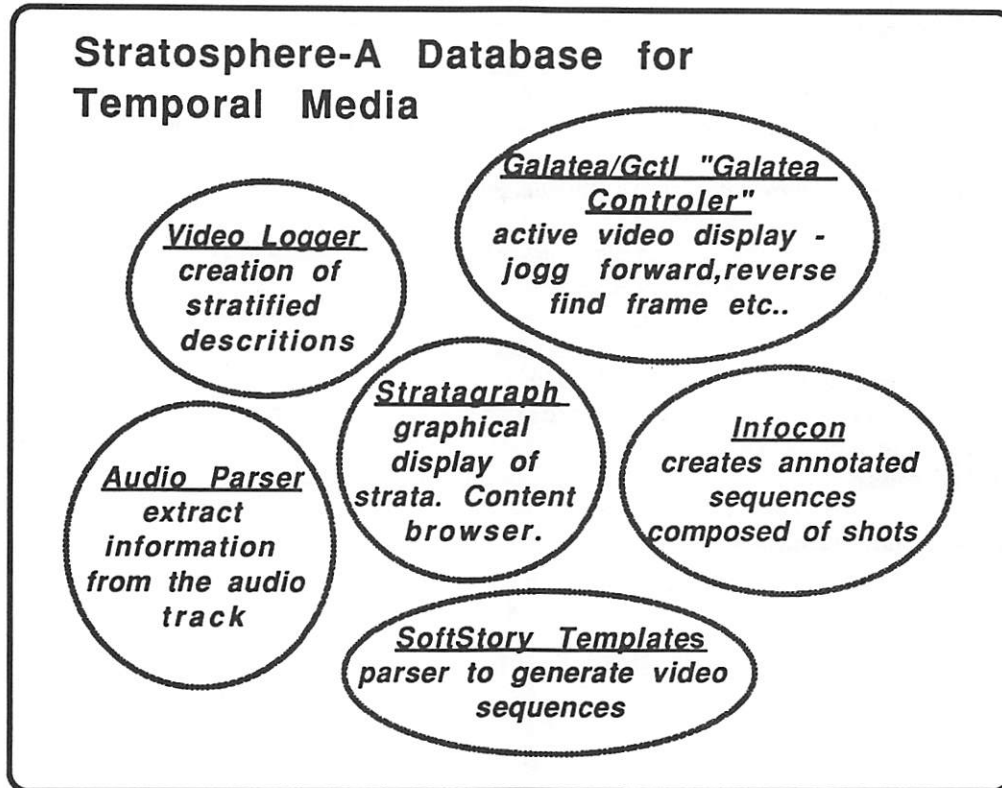 Stratosphere-A Database for
Temporal Media
Galatea/Gctl "Galatea
Controler"
active video display -
jogg forward,reverse
find frame etc..
Video Logger
creation of
stratified
descritions
Stratagraph
graphical
display of
strata. Content
browser.
Infocon
creates annotated
sequences
composed of shots
Audio Parser
extract
information
from the audio
track
SoftStory Templates
parser to generate video
sequences